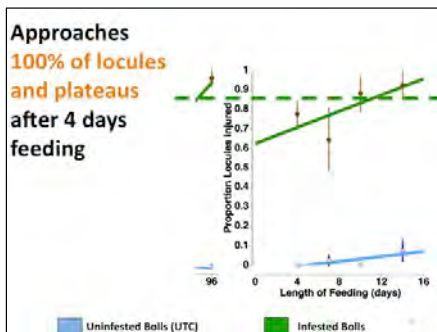 Approaches
100% of locules
and plateaus
after 4 days
feeding
1
0.9
0.8
0.7
0.6
0.5
0.4
0.3
0.2
0.1
0
Proportion Locules Injured
96 0 4 8 12 16
Length of Feeding (days)
Uninfested Bolls (UTC) Infested Bolls